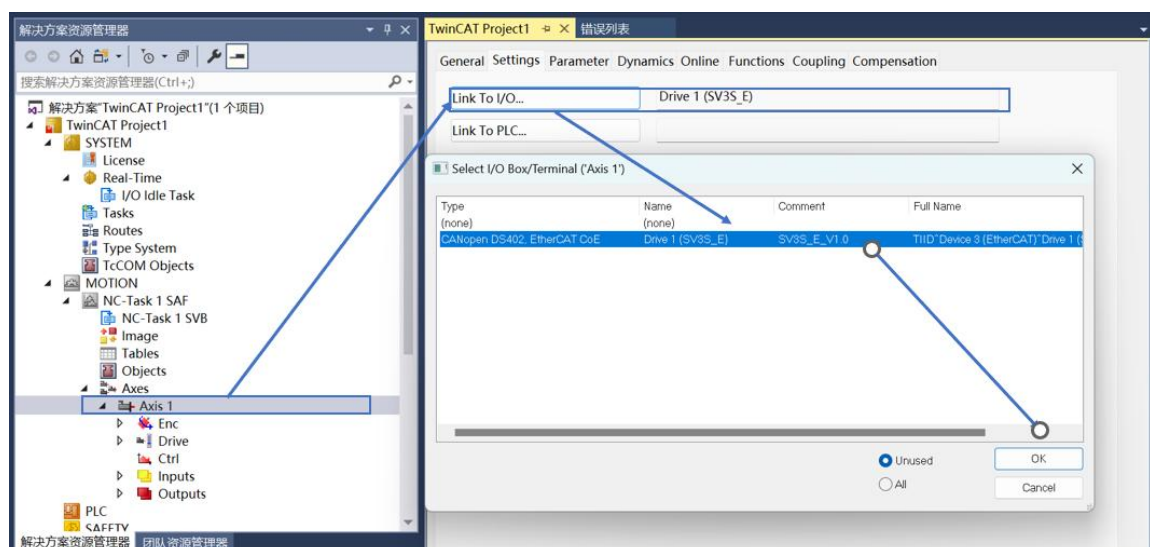 解决方案资源管理器
搜索解决方案资源管理器(Ctrl+;)
解决方案"TwinCAT Project1"(1 个项目)
TwinCAT Project1
SYSTEM
License
Real-Time
I/O Idle Task
Tasks
Routes
Type System
TcCOM Objects
MOTION
NC-Task 1 SAF
NC-Task 1 SVB
Image
Tables
Objects
Axes
Axis 1
Enc
Drive
Ctrl
Inputs
Outputs
PLC
SAFETY
解决方案资源管理器 团队资源管理器
TwinCAT Project1 错误列表
General Settings Parameter Dynamics Online Functions Coupling Compensation
Link To I/O... Drive 1 (SV3S_E)
Link To PLC...
Select I/O Box/Terminal ('Axis 1')
Type Name Comment Full Name
(none) (none)
CANopen DS402, EtherCAT CoE Drive 1 (SV3S_E) SV3S_E_V1.0 TIID^Device 3 (EtherCAT)^Drive 1 (
Unused OK
All Cancel